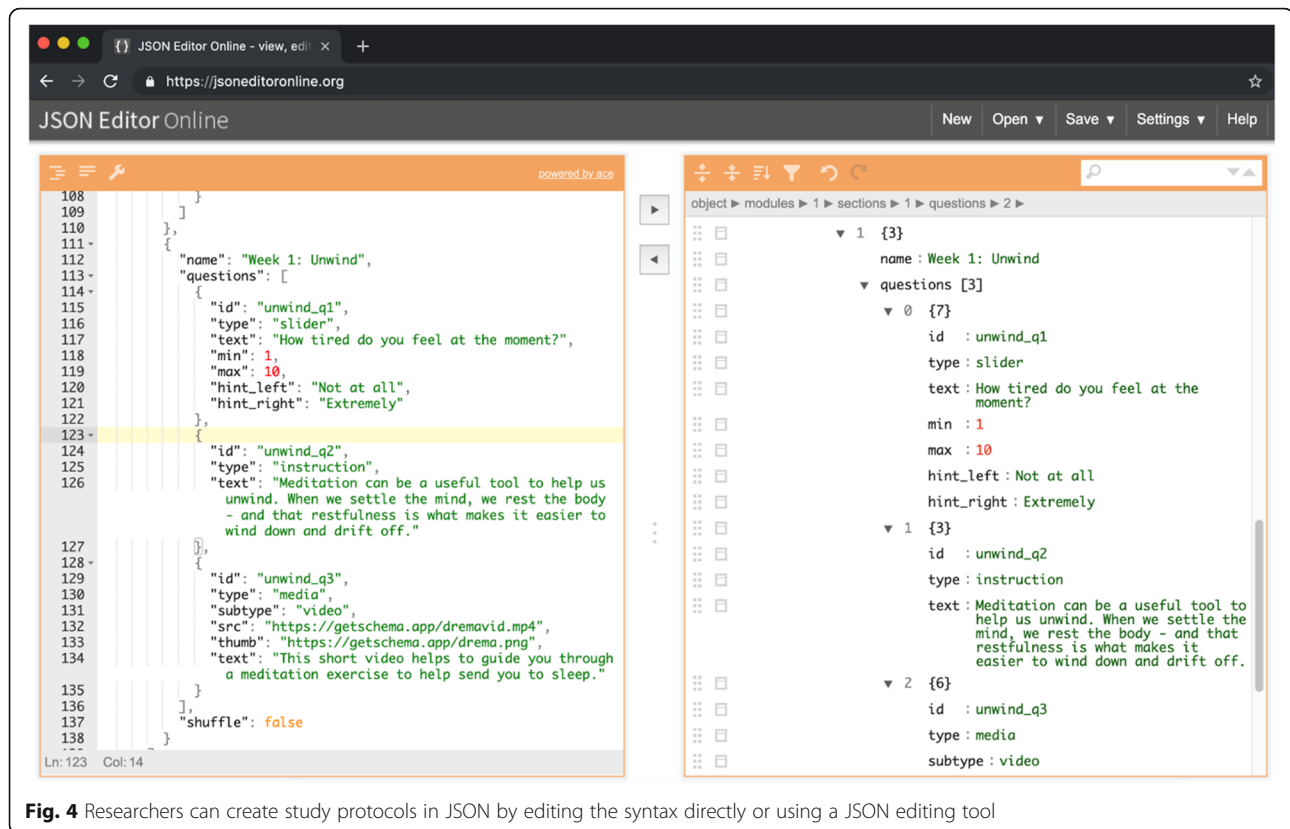 {} JSON Editor Online - view, edit × +
https://jsoneditoronline.org
JSON Editor Online
New Open ▼ Save ▼ Settings ▼ Help
powered by ace
108 }
109 ]
110 },
111 {
112 "name": "Week 1: Unwind",
113 "questions": [
114 {
115 "id": "unwind_q1",
116 "type": "slider",
117 "text": "How tired do you feel at the moment?",
118 "min": 1,
119 "max": 10,
120 "hint_left": "Not at all",
121 "hint_right": "Extremely"
122 },
123 {
124 "id": "unwind_q2",
125 "type": "instruction",
126 "text": "Meditation can be a useful tool to help us
unwind. When we settle the mind, we rest the body
- and that restfulness is what makes it easier to
wind down and drift off."
127 },
128 {
129 "id": "unwind_q3",
130 "type": "media",
131 "subtype": "video",
132 "src": "https://getschema.app/dremavid.mp4",
133 "thumb": "https://getschema.app/drema.png",
134 "text": "This short video helps to guide you through
a meditation exercise to help send you to sleep."
135 }
136 ],
137 "shuffle": false
138 }
Ln: 123 Col: 14
object ▶ modules ▶ 1 ▶ sections ▶ 1 ▶ questions ▶ 2 ▶
▼ 1 {3}
name : Week 1: Unwind
▼ questions [3]
▼ 0 {7}
id : unwind_q1
type : slider
text : How tired do you feel at the
moment?
min : 1
max : 10
hint_left : Not at all
hint_right : Extremely
▼ 1 {3}
id : unwind_q2
type : instruction
text : Meditation can be a useful tool to
help us unwind. When we settle the
mind, we rest the body - and that
restfulness is what makes it
easier to wind down and drift off.
▼ 2 {6}
id : unwind_q3
type : media
subtype : video
Fig. 4 Researchers can create study protocols in JSON by editing the syntax directly or using a JSON editing tool